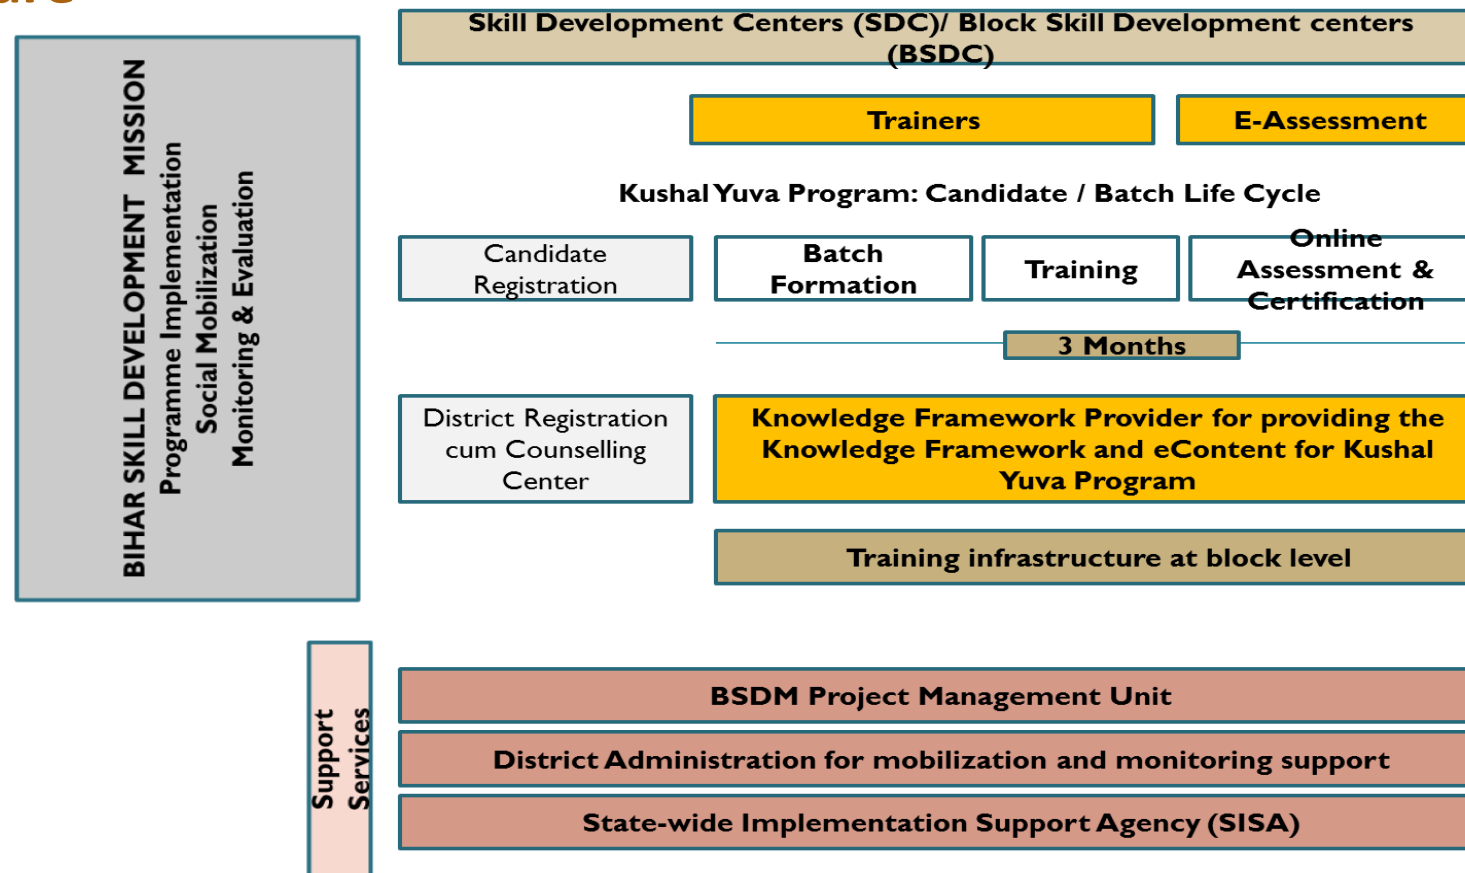 Skill Development Centers (SDC)/ Block Skill Development centers
(BSDC)
BIHAR SKILL DEVELOPMENT MISSION
Programme Implementation
Social Mobilization
Monitoring & Evaluation
Trainers
E-Assessment
Kushal Yuva Program: Candidate / Batch Life Cycle
Candidate
Registration
Batch
Formation
Training
Online
Assessment &
Certification
3 Months
District Registration
cum Counselling
Center
Knowledge Framework Provider for providing the
Knowledge Framework and eContent for Kushal
Yuva Program
Training infrastructure at block level
Support
Services
BSDM Project Management Unit
District Administration for mobilization and monitoring support
State-wide Implementation Support Agency (SISA)